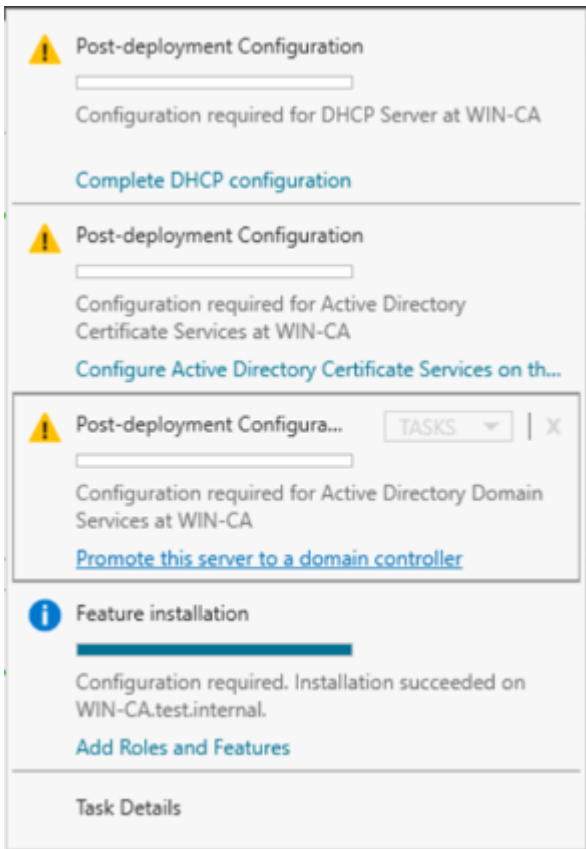 Post-deployment Configuration
Configuration required for DHCP Server at WIN-CA
Complete DHCP configuration
Post-deployment Configuration
Configuration required for Active Directory
Certificate Services at WIN-CA
Configure Active Directory Certificate Services on th...
Post-deployment Configura...
TASKS
X
Configuration required for Active Directory Domain
Services at WIN-CA
Promote this server to a domain controller
Feature installation
Configuration required. Installation succeeded on
WIN-CA.test.internal.
Add Roles and Features
Task Details